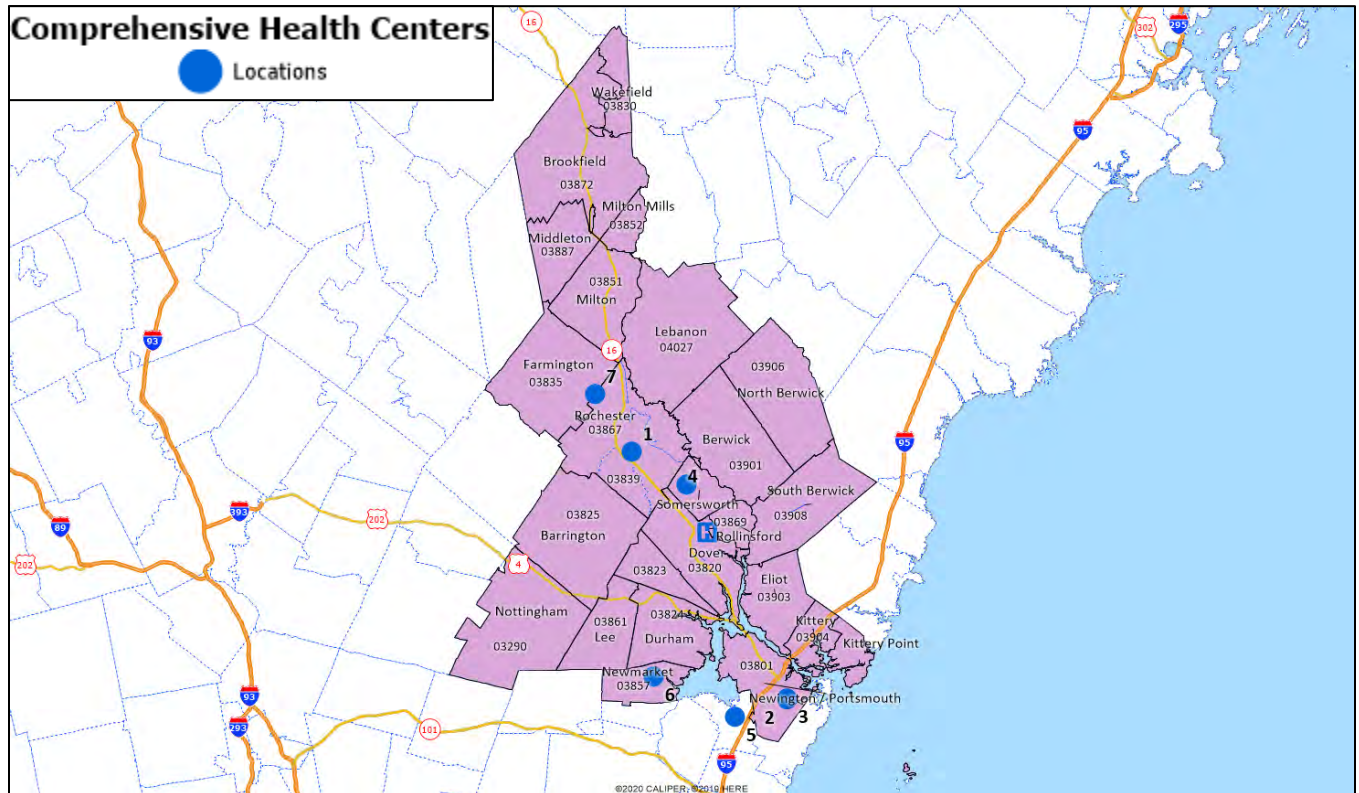 Comprehensive Health Centers
Locations
16
302
295
95
Wakefield
03830
Brookfield
03872
Milton Mills
03852
Middleton
03887
03851
Milton
93
Lebanon
04027
16
Farmington
03835
7
03906
North Berwick
Rochester
03867
1
Berwick
03901
95
03839
4
South Berwick
03908
Somersworth
03869
Rollinsford
H
Dover
03820
393
202
89
202
03825
Barrington
4
03823
Eliot
03903
Nottingham
03290
03861
Lee
03824
Durham
Kittery
03904
Kittery Point
03801
Newmarket
03857
6
Newington / Portsmouth
2
3
5
93
293
101
95
©2020 CALIPER; ©2019 HERE